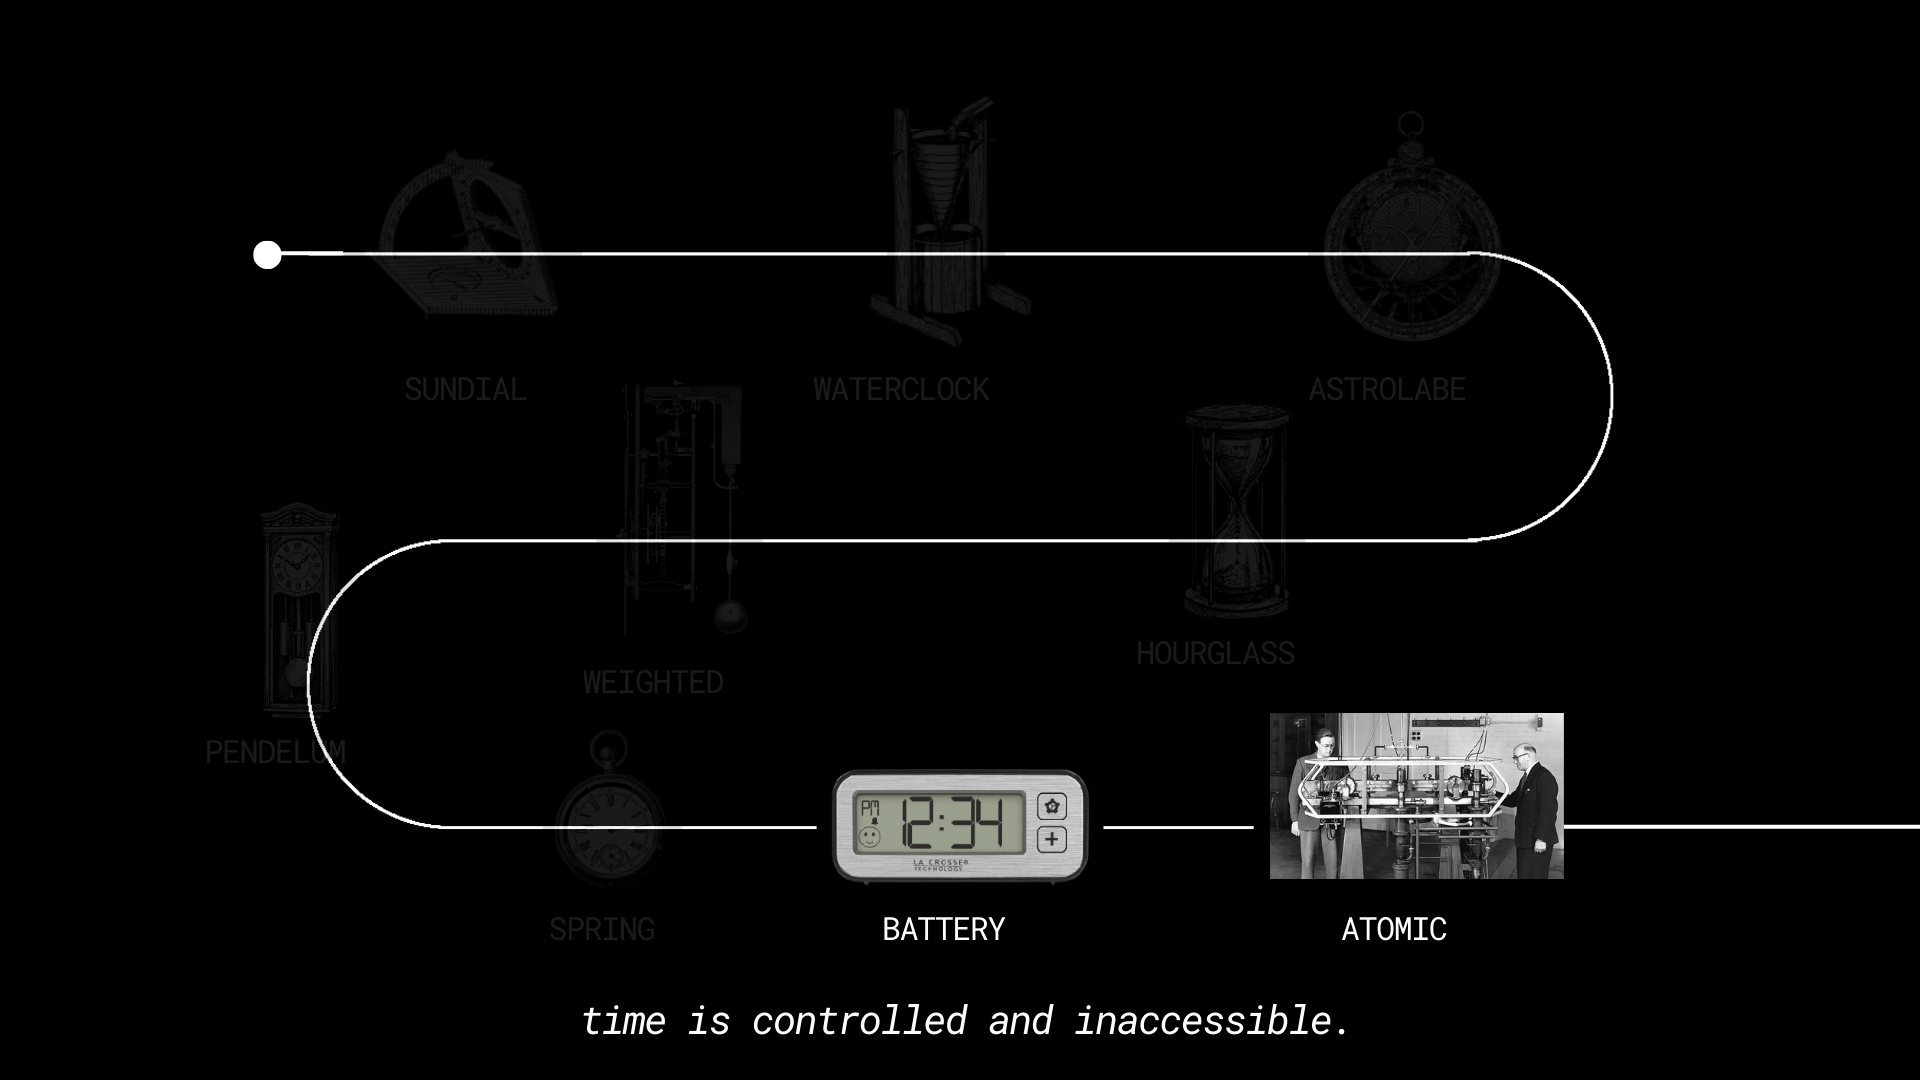 SUNDIAL
WATERCLOCK
ASTROLABE
HOURGLASS
WEIGHTED
PENDELUM
PM
12:34
LA CROSSE®
TECHNOLOGY
SPRING
BATTERY
ATOMIC
time is controlled and inaccessible.